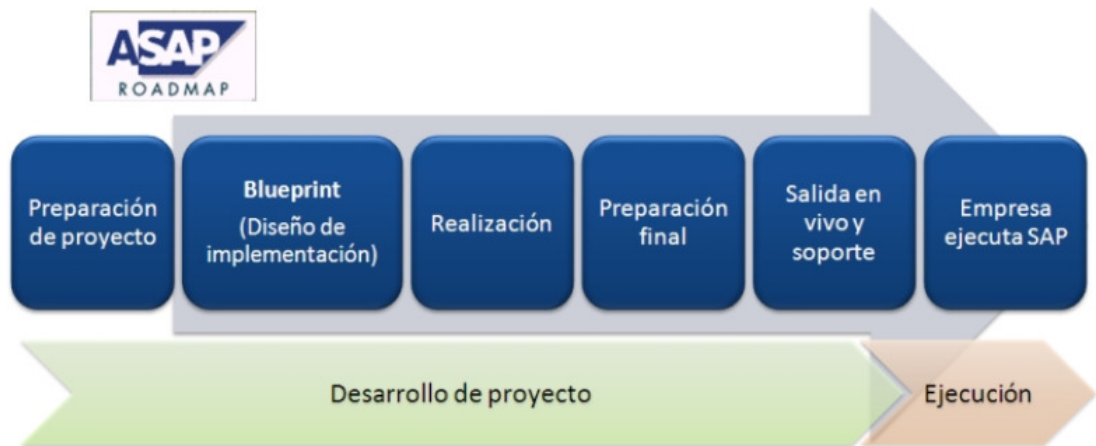 ASAP
ROADMAP
Preparación
de proyecto
Blueprint
(Diseño de
implementación)
Realización
Preparación
final
Salida en
vivo y
soporte
Empresa
ejecuta SAP
Desarrollo de proyecto
Ejecución